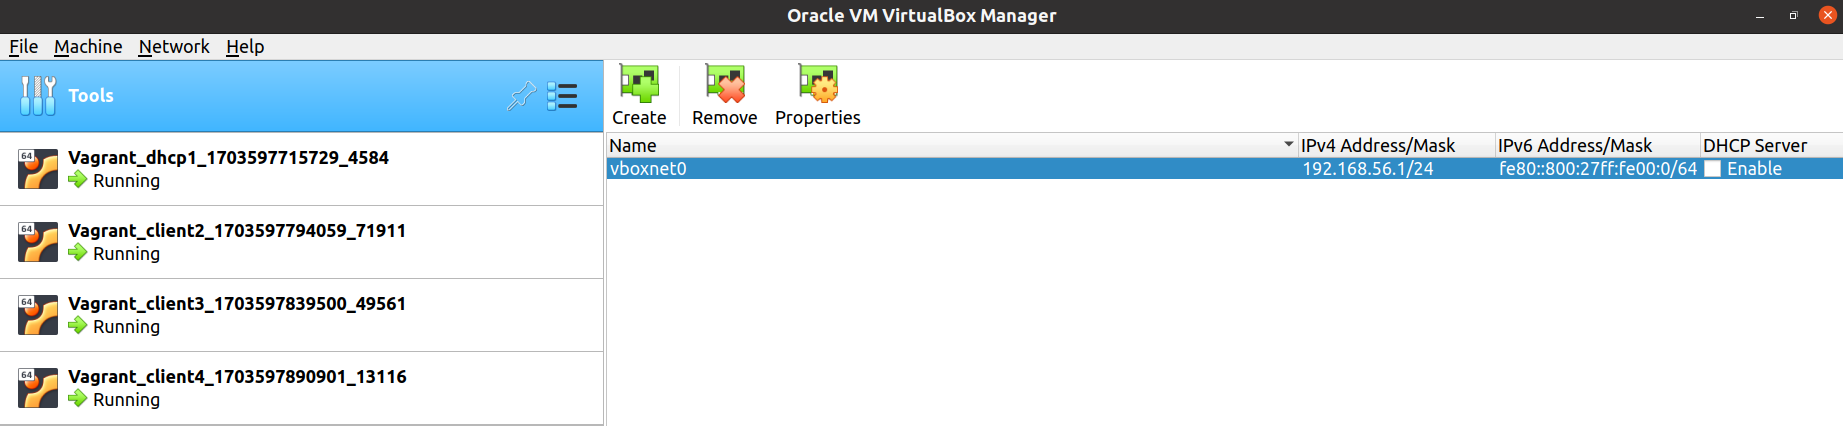 Oracle VM VirtualBox Manager
File Machine Network Help
Tools
Create Remove Properties
Name IPv4 Address/Mask IPv6 Address/Mask DHCP Server
vboxnet0 192.168.56.1/24 fe80::800:27ff:fe00:0/64 Enable
64 Vagrant_dhcp1_1703597715729_4584
Running
64 Vagrant_client2_1703597794059_71911
Running
64 Vagrant_client3_1703597839500_49561
Running
64 Vagrant_client4_1703597890901_13116
Running